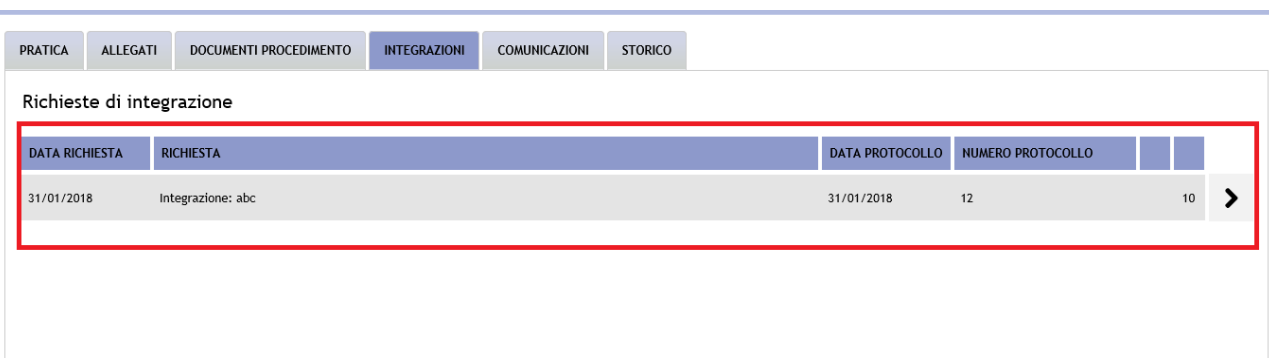 PRATICA ALLEGATI DOCUMENTI PROCEDIMENTO INTEGRAZIONI COMUNICAZIONI STORICO
Richieste di integrazione
DATA RICHIESTA RICHIESTA DATA PROTOCOLLO NUMERO PROTOCOLLO
31/01/2018 Integrazione: abc 31/01/2018 12 10